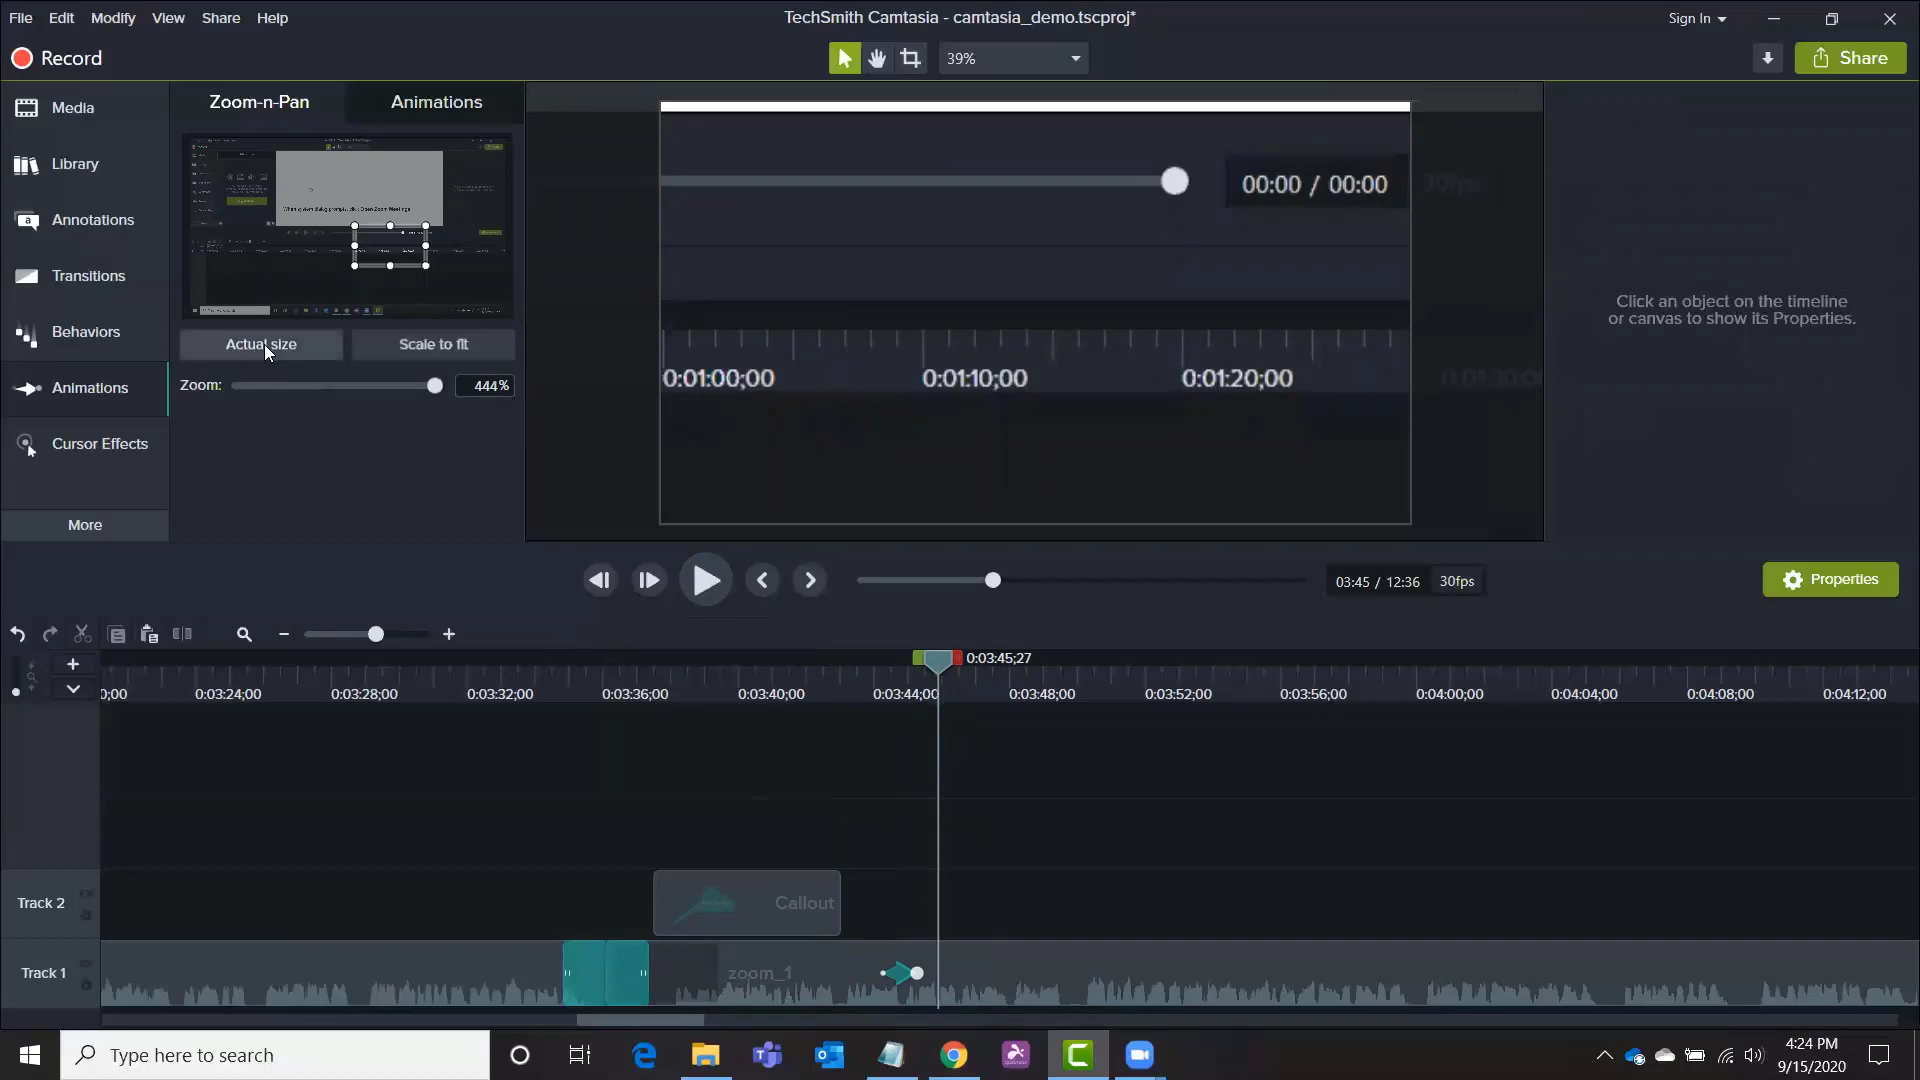 File Edit Modify View Share Help
TechSmith Camtasia - camtasia_demo.tscproj*
Sign In
Record
39%
Share
Media
Library
Annotations
Transitions
Behaviors
Animations
Cursor Effects
More
Zoom-n-Pan Animations
Actual size Scale to fit
Zoom: 444%
00:00 / 00:00 30fps
0:01:00;00 0:01:10;00 0:01:20;00
Click an object on the timeline
or canvas to show its Properties.
03:45 / 12:36 30fps
Properties
0:03:45;27
0;00 0:03:24;00 0:03:28;00 0:03:32;00 0:03:36;00 0:03:40;00 0:03:44;00 0:03:48;00 0:03:52;00 0:03:56;00 0:04:00;00 0:04:04;00 0:04:08;00 0:04:12;00
Track 2
Callout
Track 1
zoom_1
Type here to search
4:24 PM
9/15/2020